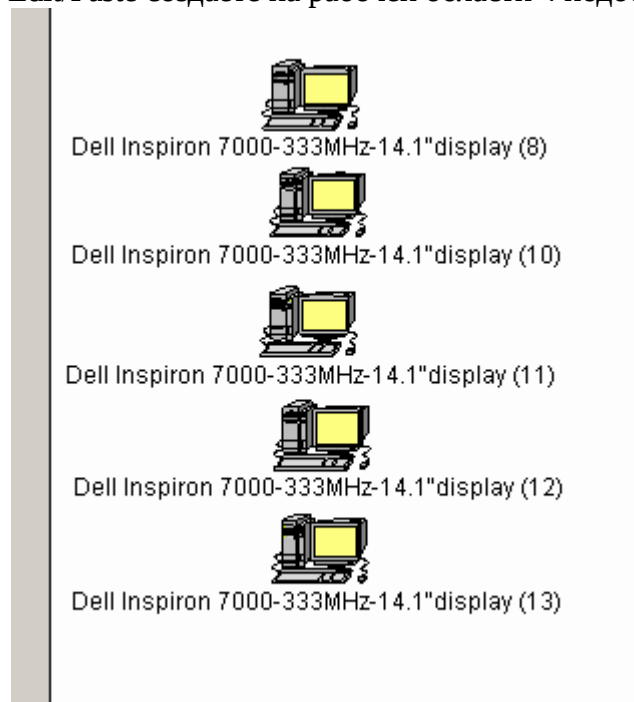 Dell Inspiron 7000-333MHz-14.1"display (8)
Dell Inspiron 7000-333MHz-14.1"display (10)
Dell Inspiron 7000-333MHz-14.1"display (11)
Dell Inspiron 7000-333MHz-14.1"display (12)
Dell Inspiron 7000-333MHz-14.1"display (13)